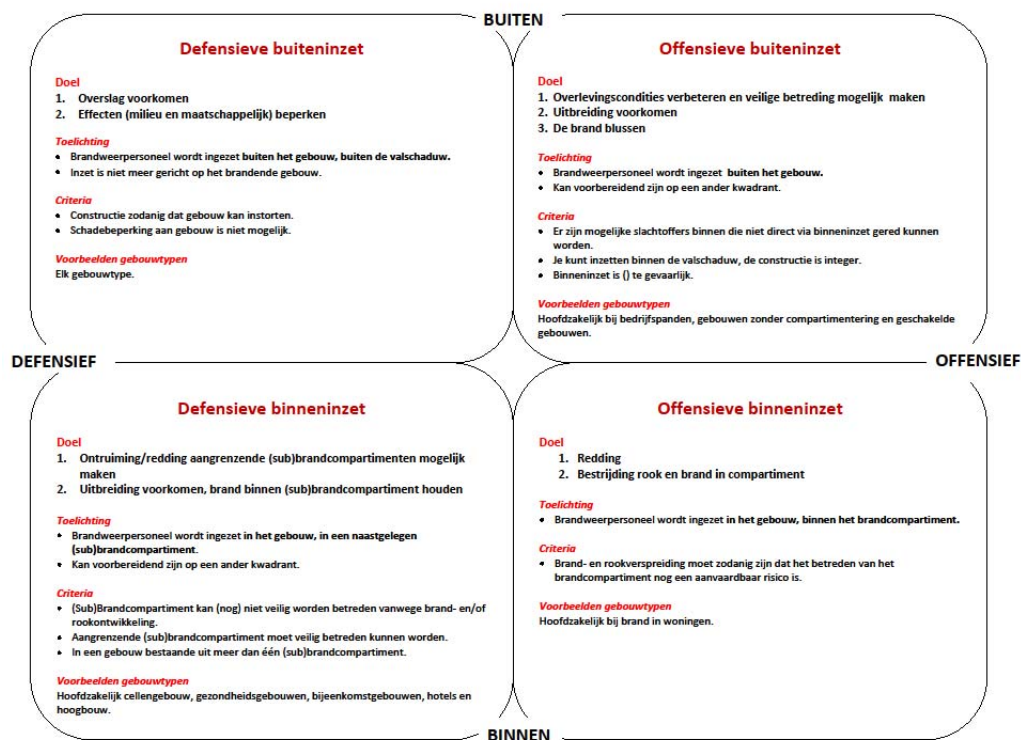 BUITEN
Defensieve buiteninzet
Doel
1. Overslag voorkomen
2. Effecten (milieu en maatschappelijk) beperken
Toelichting
• Brandweerpersoneel wordt ingezet buiten het gebouw, buiten de valschaduw.
• Inzet is niet meer gericht op het brandende gebouw.
Criteria
• Constructie zodanig dat gebouw kan instorten.
• Schadebeperking aan gebouw is niet mogelijk.
Voorbeelden gebouwtypen
Elk gebouwtype.
Offensieve buiteninzet
Doel
1. Overlevingscondities verbeteren en veilige betreding mogelijk maken
2. Uitbreiding voorkomen
3. De brand blussen
Toelichting
• Brandweerpersoneel wordt ingezet buiten het gebouw.
• Kan voorbereidend zijn op een ander kwadrant.
Criteria
• Er zijn mogelijke slachtoffers binnen die niet direct via binneninzet gered kunnen
worden.
• Je kunt inzetten binnen de valschaduw, de constructie is integer.
• Binneninzet is () te gevaarlijk.
Voorbeelden gebouwtypen
Hoofdzakelijk bij bedrijfspanden, gebouwen zonder compartimentering en geschakelde
gebouwen.
DEFENSIEF
OFFENSIEF
Defensieve binneninzet
Doel
1. Ontruiming/redding aangrenzende (sub)brandcompartimenten mogelijk
maken
2. Uitbreiding voorkomen, brand binnen (sub)brandcompartiment houden
Toelichting
• Brandweerpersoneel wordt ingezet in het gebouw, in een naastgelegen
(sub)brandcompartiment.
• Kan voorbereidend zijn op een ander kwadrant.
Criteria
• (Sub)Brandcompartiment kan (nog) niet veilig worden betreden vanwege brand- en/of
rookontwikkeling.
• Aangrenzende (sub)brandcompartiment moet veilig betreden kunnen worden.
• In een gebouw bestaande uit meer dan één (sub)brandcompartiment.
Voorbeelden gebouwtypen
Hoofdzakelijk cellengebouw, gezondheidsgebouwen, bijeenkomstgebouwen, hotels en
hoogbouw.
Offensieve binneninzet
Doel
1. Redding
2. Bestrijding rook en brand in compartiment
Toelichting
• Brandweerpersoneel wordt ingezet in het gebouw, binnen het brandcompartiment.
Criteria
• Brand- en rookverspreiding moet zodanig zijn dat het betreden van het
brandcompartiment nog een aanvaardbaar risico is.
Voorbeelden gebouwtypen
Hoofdzakelijk bij brand in woningen.
BINNEN